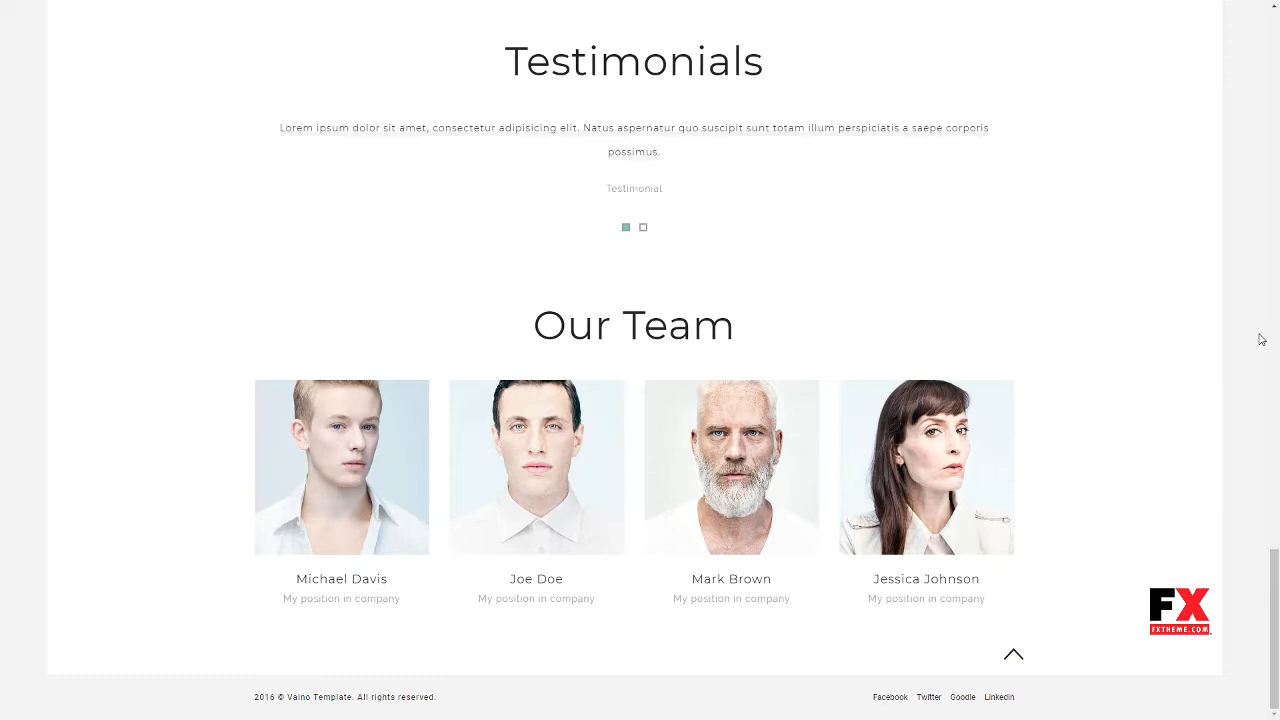 Testimonials
Lorem ipsum dolor sit amet, consectetur adipisicing elit. Natus aspernatur quo suscipit sunt totam illum perspiciatis a saepe corporis
possimus.
Testimonial
Our Team
Michael Davis
Joe Doe
Mark Brown
Jessica Johnson
My position in company
My position in company
My position in company
My position in company
FX
FXTHEME.COM
2016 © Vaino Template. All rights reserved.
Facebook Twitter Goodle Linkedin